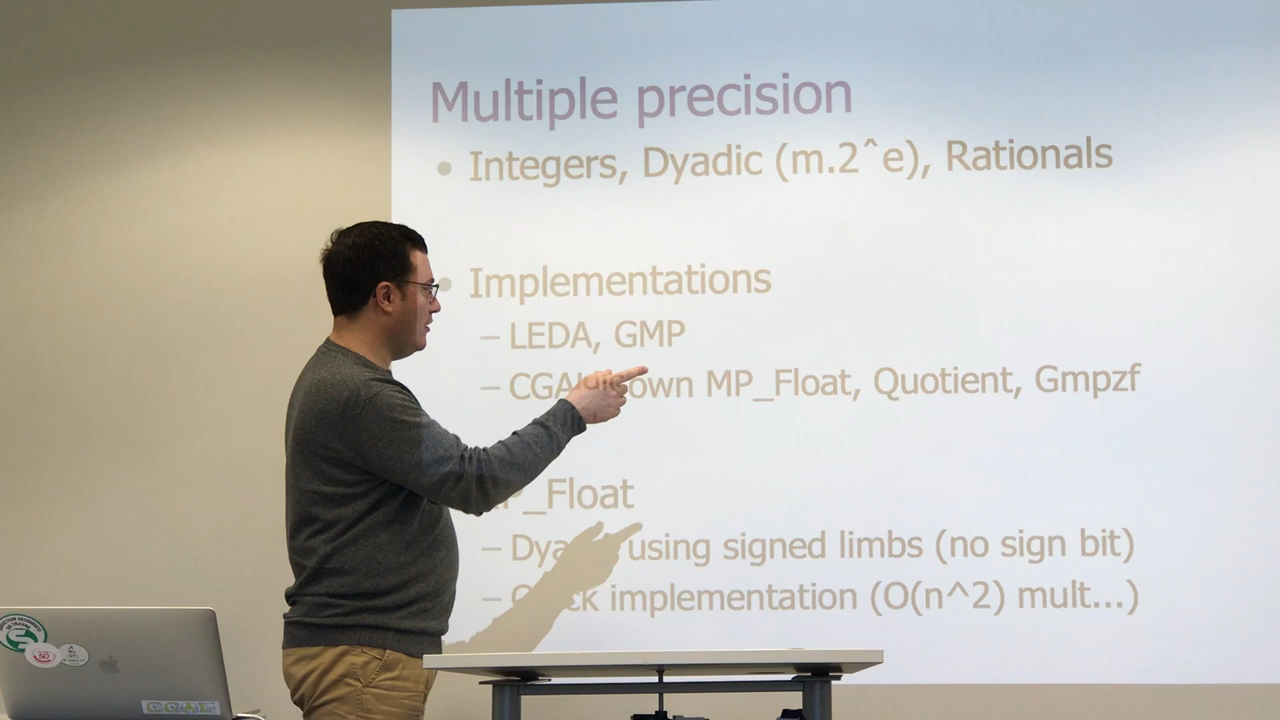 Multiple precision
• Integers, Dyadic (m.2^e), Rationals
• Implementations
– LEDA, GMP
– own MP_Float, Quotient, Gmpzf
MP_Float
– using signed limbs (no sign bit)
– implementation (O(n^2) mult...)
CGAL